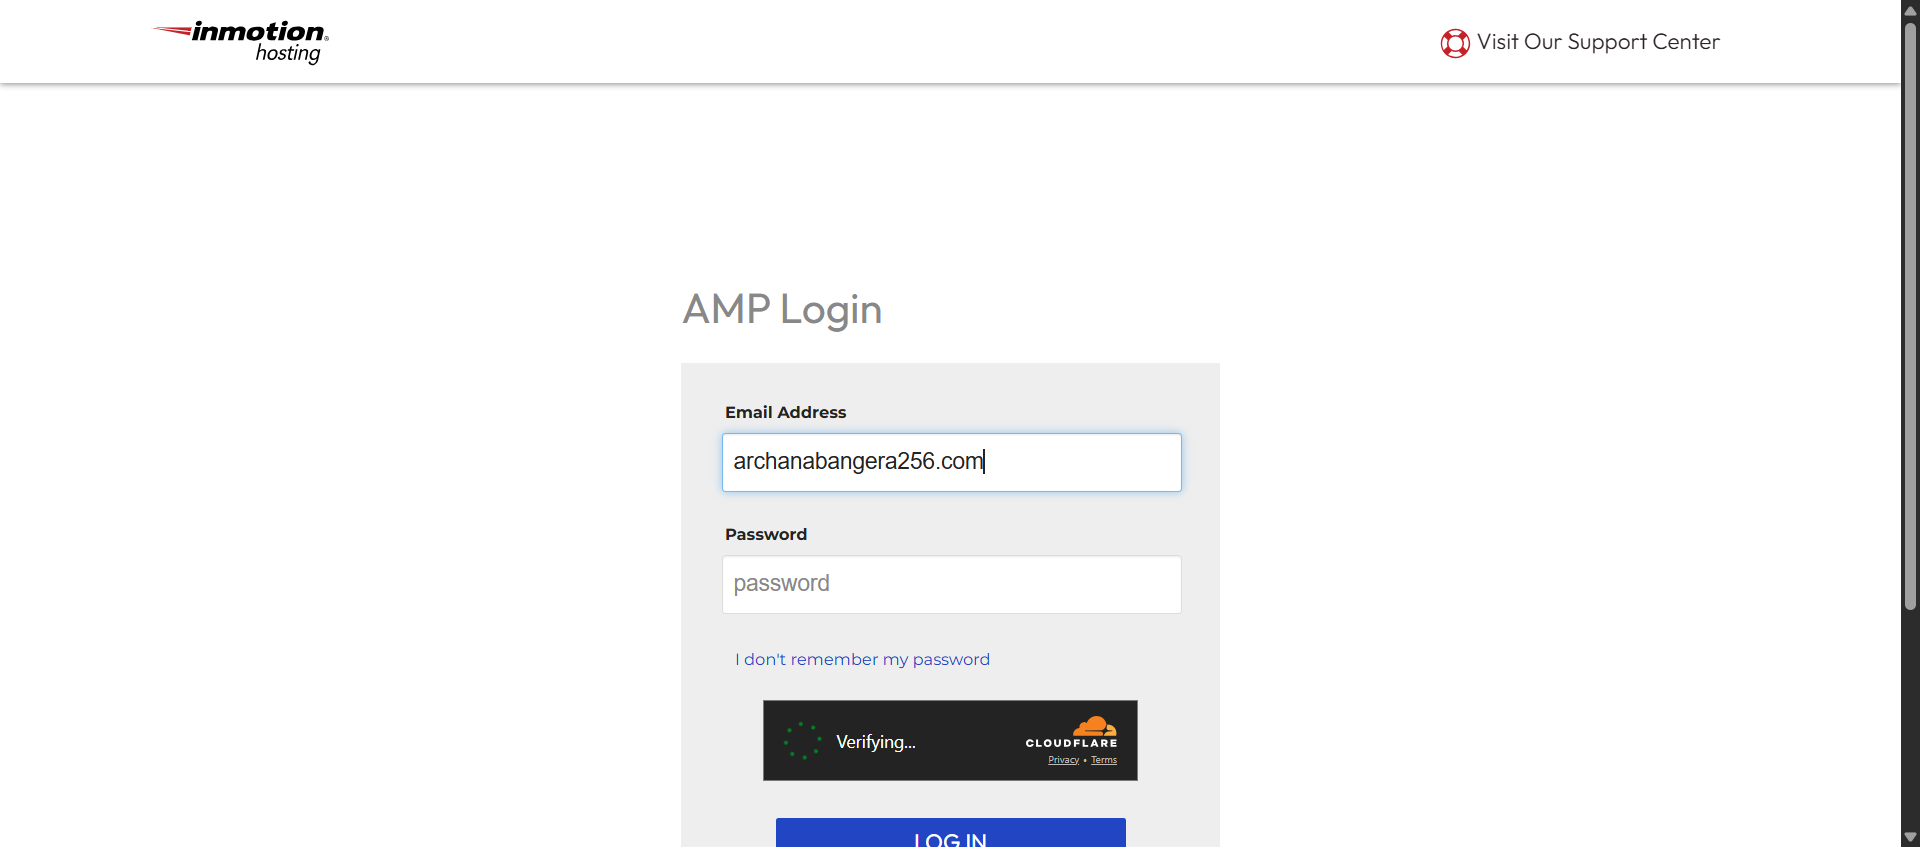 inmotion
hosting
Visit Our Support Center
AMP Login
Email Address
archanabangera256.com
Password
password
I don't remember my password
Verifying...
CLOUDFLARE
Privacy • Terms
LOG IN